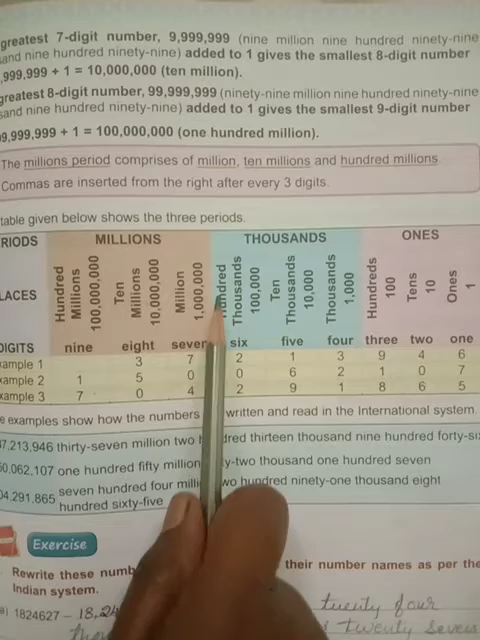 greatest 7-digit number, 9,999,999 (nine million nine hundred ninety-nine
and nine hundred ninety-nine) added to 1 gives the smallest 8-digit number
,999,999 + 1 = 10,000,000 (ten million).
greatest 8-digit number, 99,999,999 (ninety-nine million nine hundred ninety-nine
sand nine hundred ninety-nine) added to 1 gives the smallest 9-digit number
9,999,999 + 1 = 100,000,000 (one hundred million).
The millions period comprises of million, ten millions and hundred millions
Commas are inserted from the right after every 3 digits.
table given below shows the three periods.
RIODS MILLIONS THOUSANDS ONES
LACES Hundred Millions 100,000,000 Ten Millions 10,000,000 Million 1,000,000 Hundred Thousands 100,000 Ten Thousands 10,000 Thousands 1,000 Hundreds 100 Tens 10 Ones 1
DIGITS nine eight seven six five four three two one
xample 1 3 7 2 1 3 9 4 6
xample 2 1 5 0 0 6 2 1 0 7
xample 3 7 0 4 2 9 1 8 6 5
e examples show how the numbers written and read in the International system.
7,213,946 thirty-seven million two dred thirteen thousand nine hundred forty-six
50,062,107 one hundred fifty million y-two thousand one hundred seven
04,291,865 seven hundred four milli wo hundred ninety-one thousand eight
hundred sixty-five
Exercise
Rewrite these numb their number names as per the
Indian system.
a) 1824627 – 18,24 twenty four
twenty seven